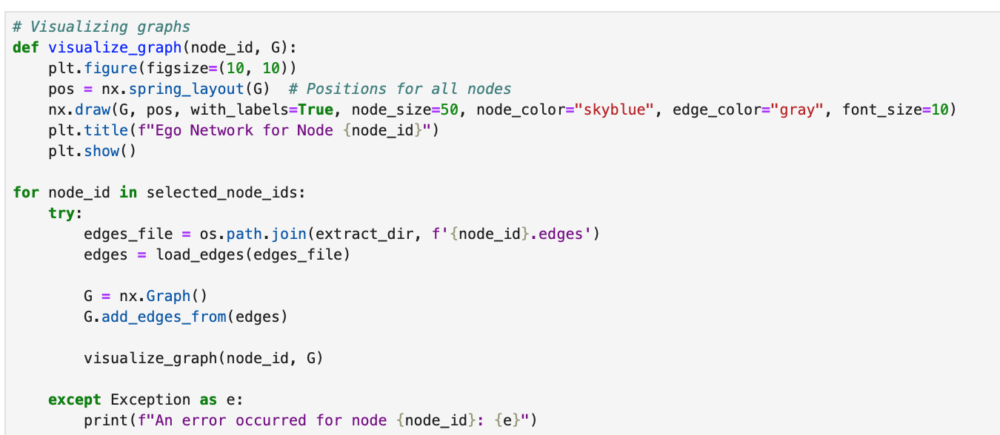 # Visualizing graphs
def visualize_graph(node_id, G):
    plt.figure(figsize=(10, 10))
    pos = nx.spring_layout(G)  # Positions for all nodes
    nx.draw(G, pos, with_labels=True, node_size=50, node_color="skyblue", edge_color="gray", font_size=10)
    plt.title(f"Ego Network for Node {node_id}")
    plt.show()

for node_id in selected_node_ids:
    try:
        edges_file = os.path.join(extract_dir, f'{node_id}.edges')
        edges = load_edges(edges_file)

        G = nx.Graph()
        G.add_edges_from(edges)

        visualize_graph(node_id, G)

    except Exception as e:
        print(f"An error occurred for node {node_id}: {e}")